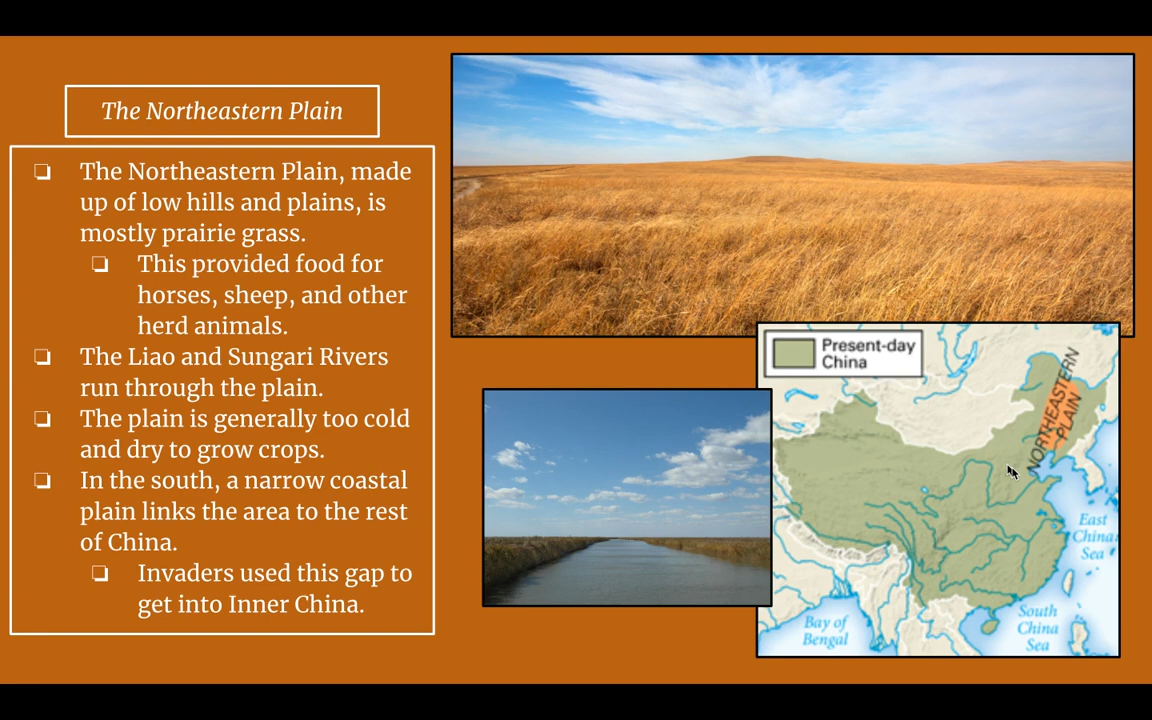 The Northeastern Plain
❏ The Northeastern Plain, made
up of low hills and plains, is
mostly prairie grass.
❏ This provided food for
horses, sheep, and other
herd animals.
❏ The Liao and Sungari Rivers
run through the plain.
❏ The plain is generally too cold
and dry to grow crops.
❏ In the south, a narrow coastal
plain links the area to the rest
of China.
❏ Invaders used this gap to
get into Inner China.
Present-day
China
NORTHEASTERN
PLAIN
East
China
Sea
South
China
Sea
Bay of
Bengal